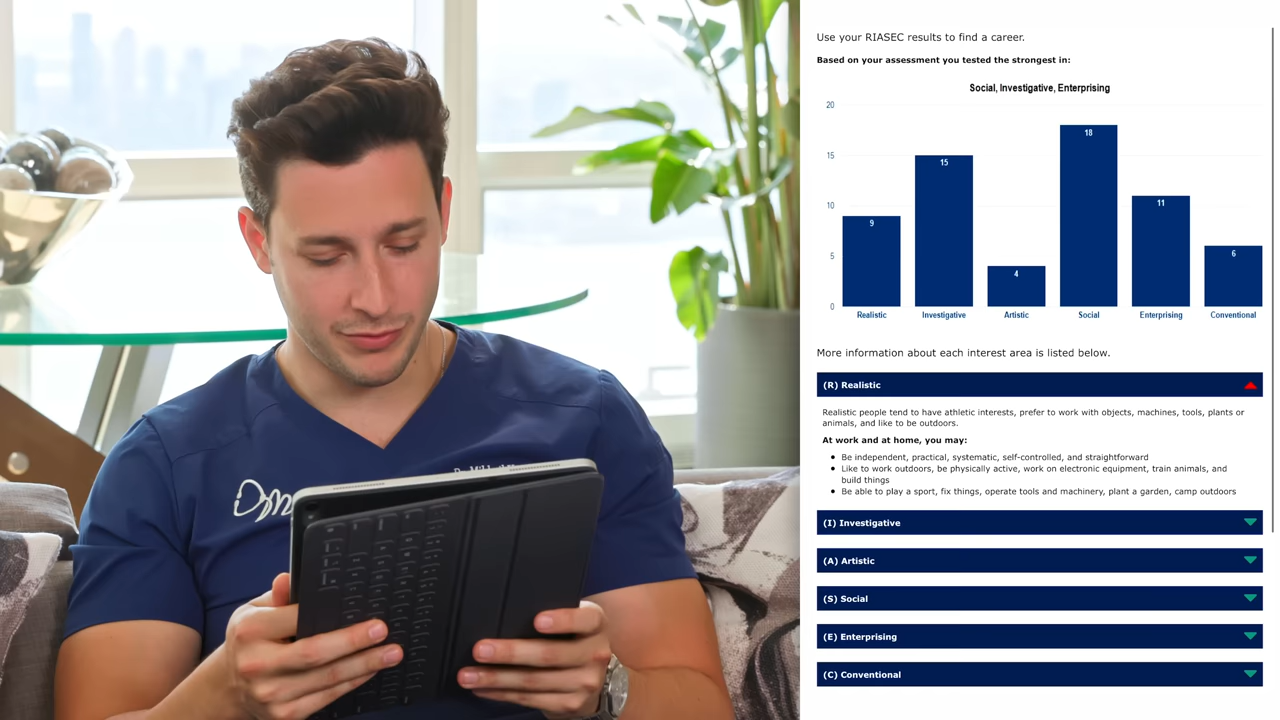 Use your RIASEC results to find a career.
Based on your assessment you tested the strongest in:
Social, Investigative, Enterprising
20
15
10
5
0
9
15
4
18
11
6
Realistic
Investigative
Artistic
Social
Enterprising
Conventional
More information about each interest area is listed below.
(R) Realistic
Realistic people tend to have athletic interests, prefer to work with objects, machines, tools, plants or
animals, and like to be outdoors.
At work and at home, you may:
Be independent, practical, systematic, self-controlled, and straightforward
Like to work outdoors, be physically active, work on electronic equipment, train animals, and
build things
Be able to play a sport, fix things, operate tools and machinery, plant a garden, camp outdoors
(I) Investigative
(A) Artistic
(S) Social
(E) Enterprising
(C) Conventional